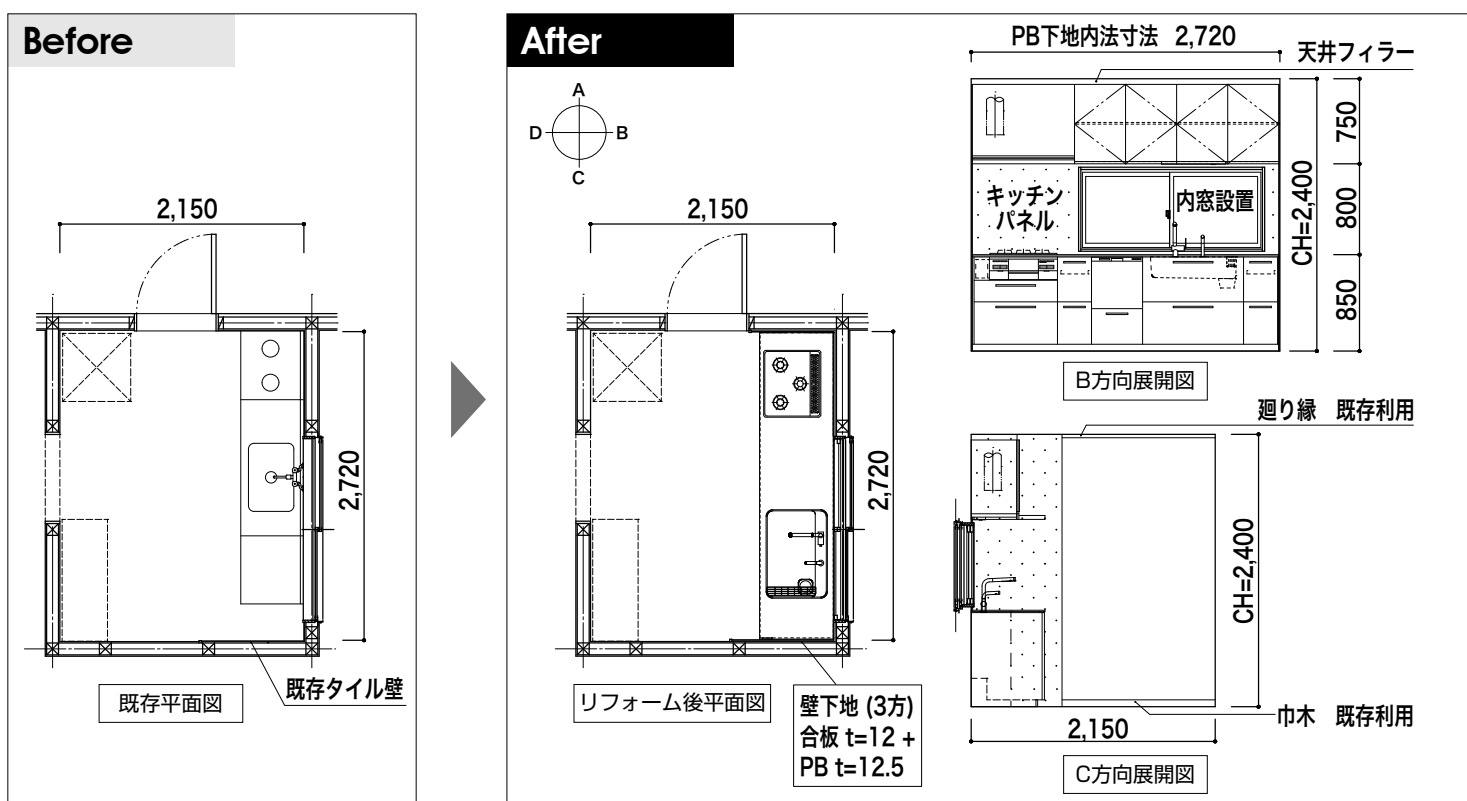 Before
2,150
2,720
既存タイル壁
既存平面図
After
A
D
B
C
2,150
2,720
リフォーム後平面図
壁下地 (3方)
合板 t=12 +
PB t=12.5
PB下地内法寸法 2,720
天井フィラー
キッチン
パネル
内窓設置
CH=2,400
750
800
850
B方向展開図
廻り縁 既存利用
CH=2,400
2,150
巾木 既存利用
C方向展開図